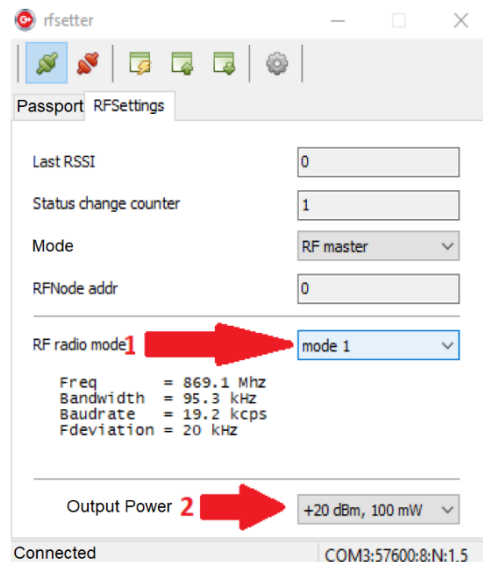 rfsetter
Passport RFSettings
Last RSSI 0
Status change counter 1
Mode RF master
RFNode addr 0
RF radio mode 1 mode 1
Freq = 869.1 Mhz
Bandwidth = 95.3 kHz
Baudrate = 19.2 kcps
Fdeviation = 20 kHz
Output Power 2 +20 dBm, 100 mW
Connected COM3:57600:8:N:1.5